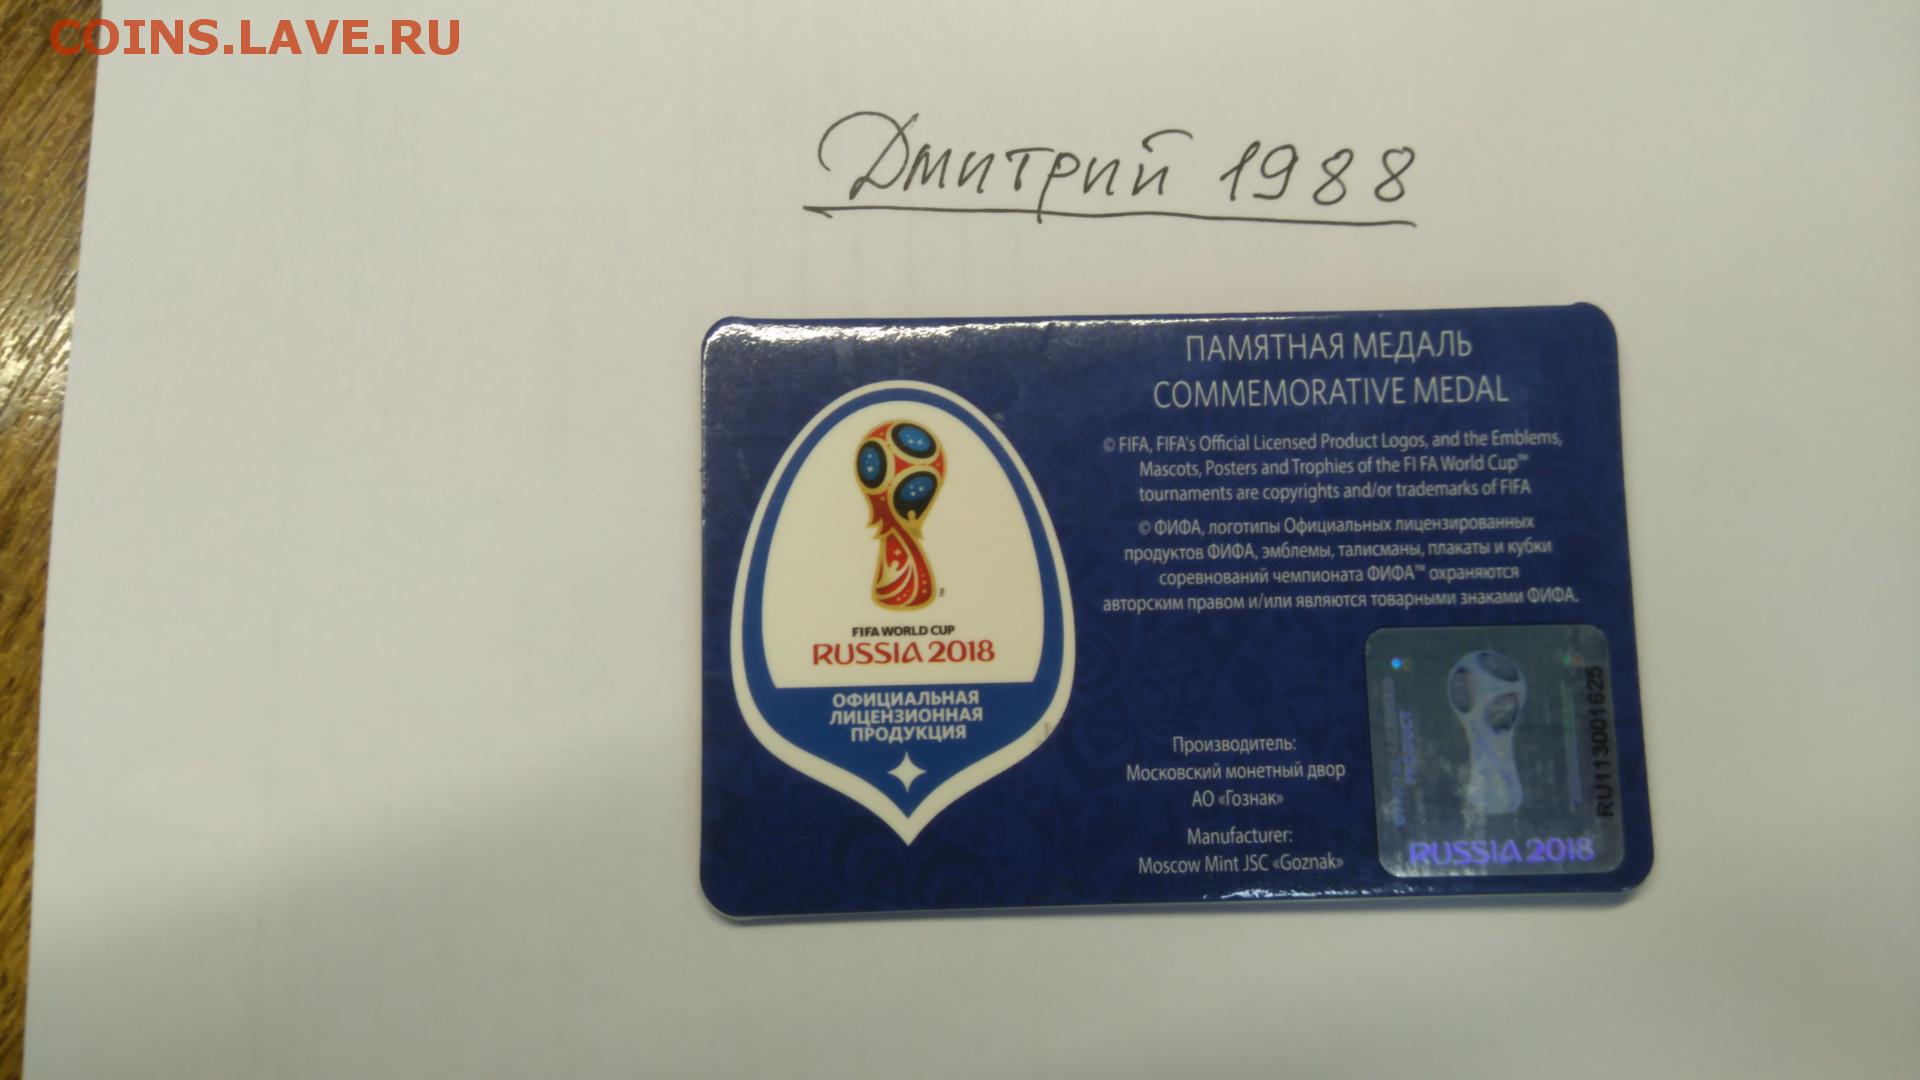 COINS.LAVE.RU
Дмитрий 1988
ПАМЯТНАЯ МЕДАЛЬ
COMMEMORATIVE MEDAL
© FIFA, FIFA's Official Licensed Product Logos, and the Emblems,
Mascots, Posters and Trophies of the FI FA World Cup™
tournaments are copyrights and/or trademarks of FIFA
© ФИФА, логотипы Официальных лицензированных
продуктов ФИФА, эмблемы, талисманы, плакаты и кубки
соревнований чемпионата ФИФА™ охраняются
авторским правом и/или являются товарными знаками ФИФА.
TM
FIFA WORLD CUP
RUSSIA 2018
ОФИЦИАЛЬНАЯ
ЛИЦЕНЗИОННАЯ
ПРОДУКЦИЯ
Производитель:
Московский монетный двор
АО «Гознак»
Manufacturer:
Moscow Mint JSC «Goznak»
PRODUCT
RU113001625
RUSSIA 2018